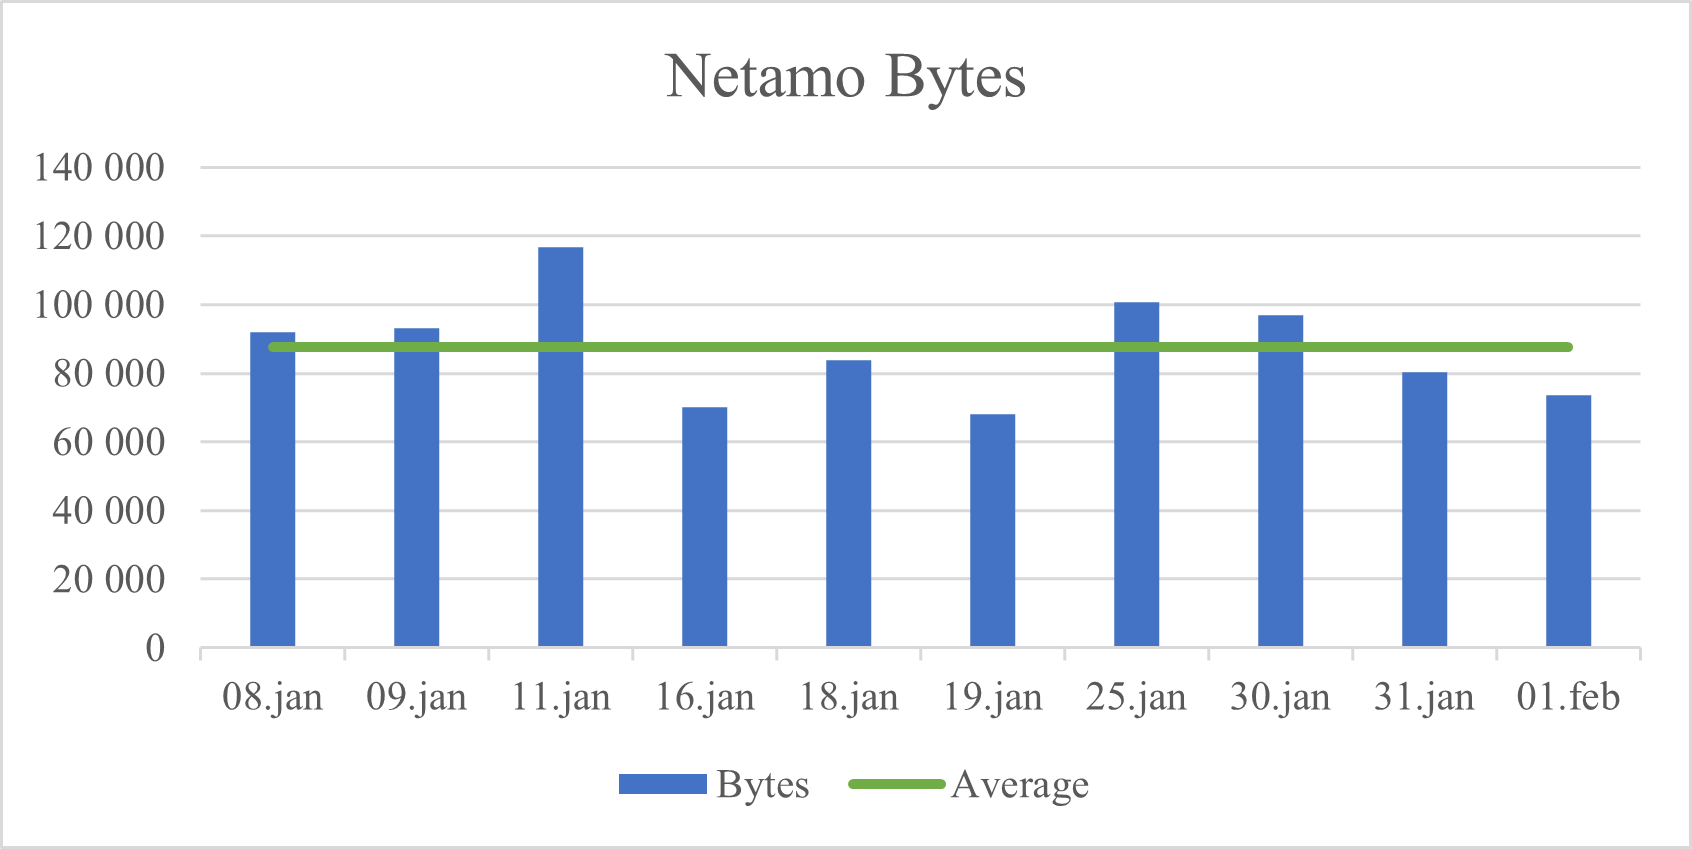 Netamo Bytes
140 000
120 000
100 000
80 000
60 000
40 000
20 000
0
08.jan 09.jan 11.jan 16.jan 18.jan 19.jan 25.jan 30.jan 31.jan 01.feb
Bytes Average